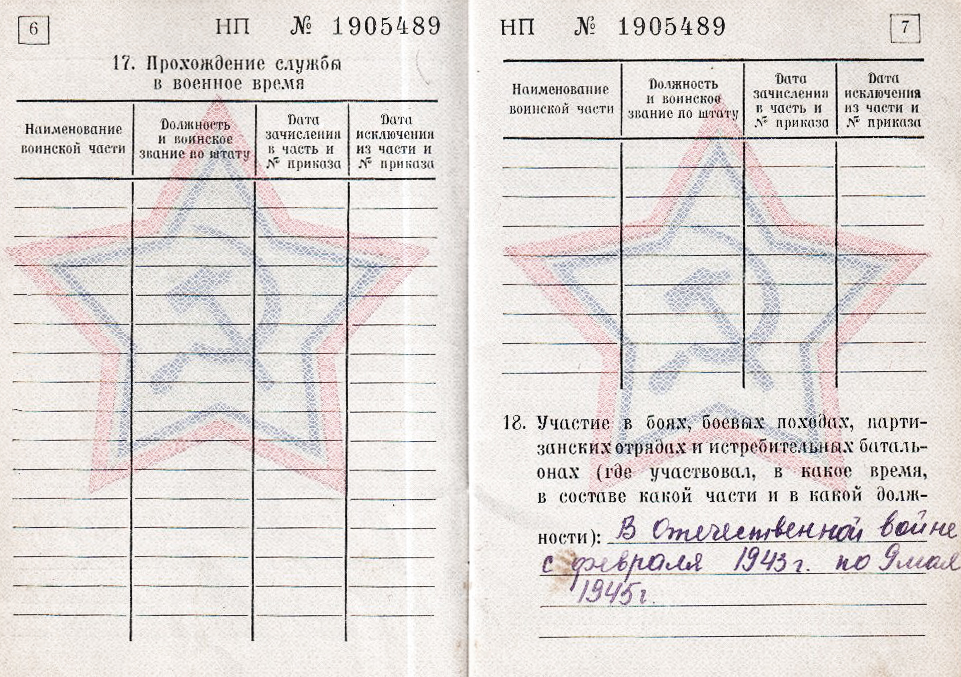 6
НП № 1905489
17. Прохождение службы
в военное время
Наименование
воинской части
Должность
и воинское
звание по штату
Дата
зачисления
в часть и
№ приказа
Дата
исключения
из части и
№ приказа
НП № 1905489
7
Наименование
воинской части
Должность
и воинское
звание по штату
Дата
зачисления
в часть и
№ приказа
Дата
исключения
из части и
№ приказа
18. Участие в боях, боевых походах, парти-
занских отрядах и истребительных баталь-
онах (где участвовал, в какое время,
в составе какой части и в какой долж-
ности): В Отечественной войне
с февраля 1943 г. по 9 мая
1945 г.